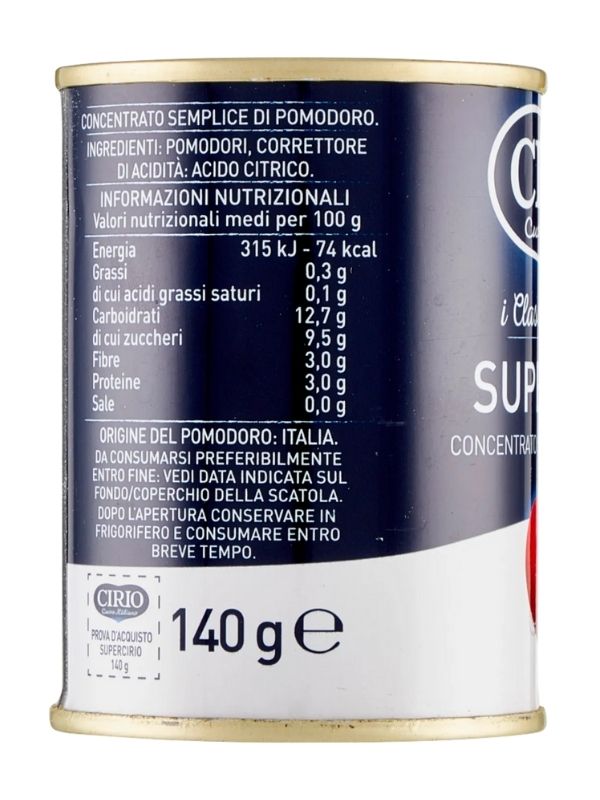 CONCENTRATO SEMPLICE DI POMODORO.
INGREDIENTI: POMODORI, CORRETTORE
DI ACIDITÀ: ACIDO CITRICO.
INFORMAZIONI NUTRIZIONALI
Valori nutrizionali medi per 100 g
Energia 315 kJ - 74 kcal
Grassi 0,3 g
di cui acidi grassi saturi 0,1 g
Carboidrati 12,7 g
di cui zuccheri 9,5 g
Fibre 3,0 g
Proteine 3,0 g
Sale 0,0 g
ORIGINE DEL POMODORO: ITALIA.
DA CONSUMARSI PREFERIBILMENTE
ENTRO FINE: VEDI DATA INDICATA SUL
FONDO/COPERCHIO DELLA SCATOLA.
DOPO L'APERTURA CONSERVARE IN
FRIGORIFERO E CONSUMARE ENTRO
BREVE TEMPO.
CIRIO
Cuore Italiano
PROVA D'ACQUISTO
SUPERCIRIO
140 g
140 g e
CI
i Clas
SUP
CONCENTRATO